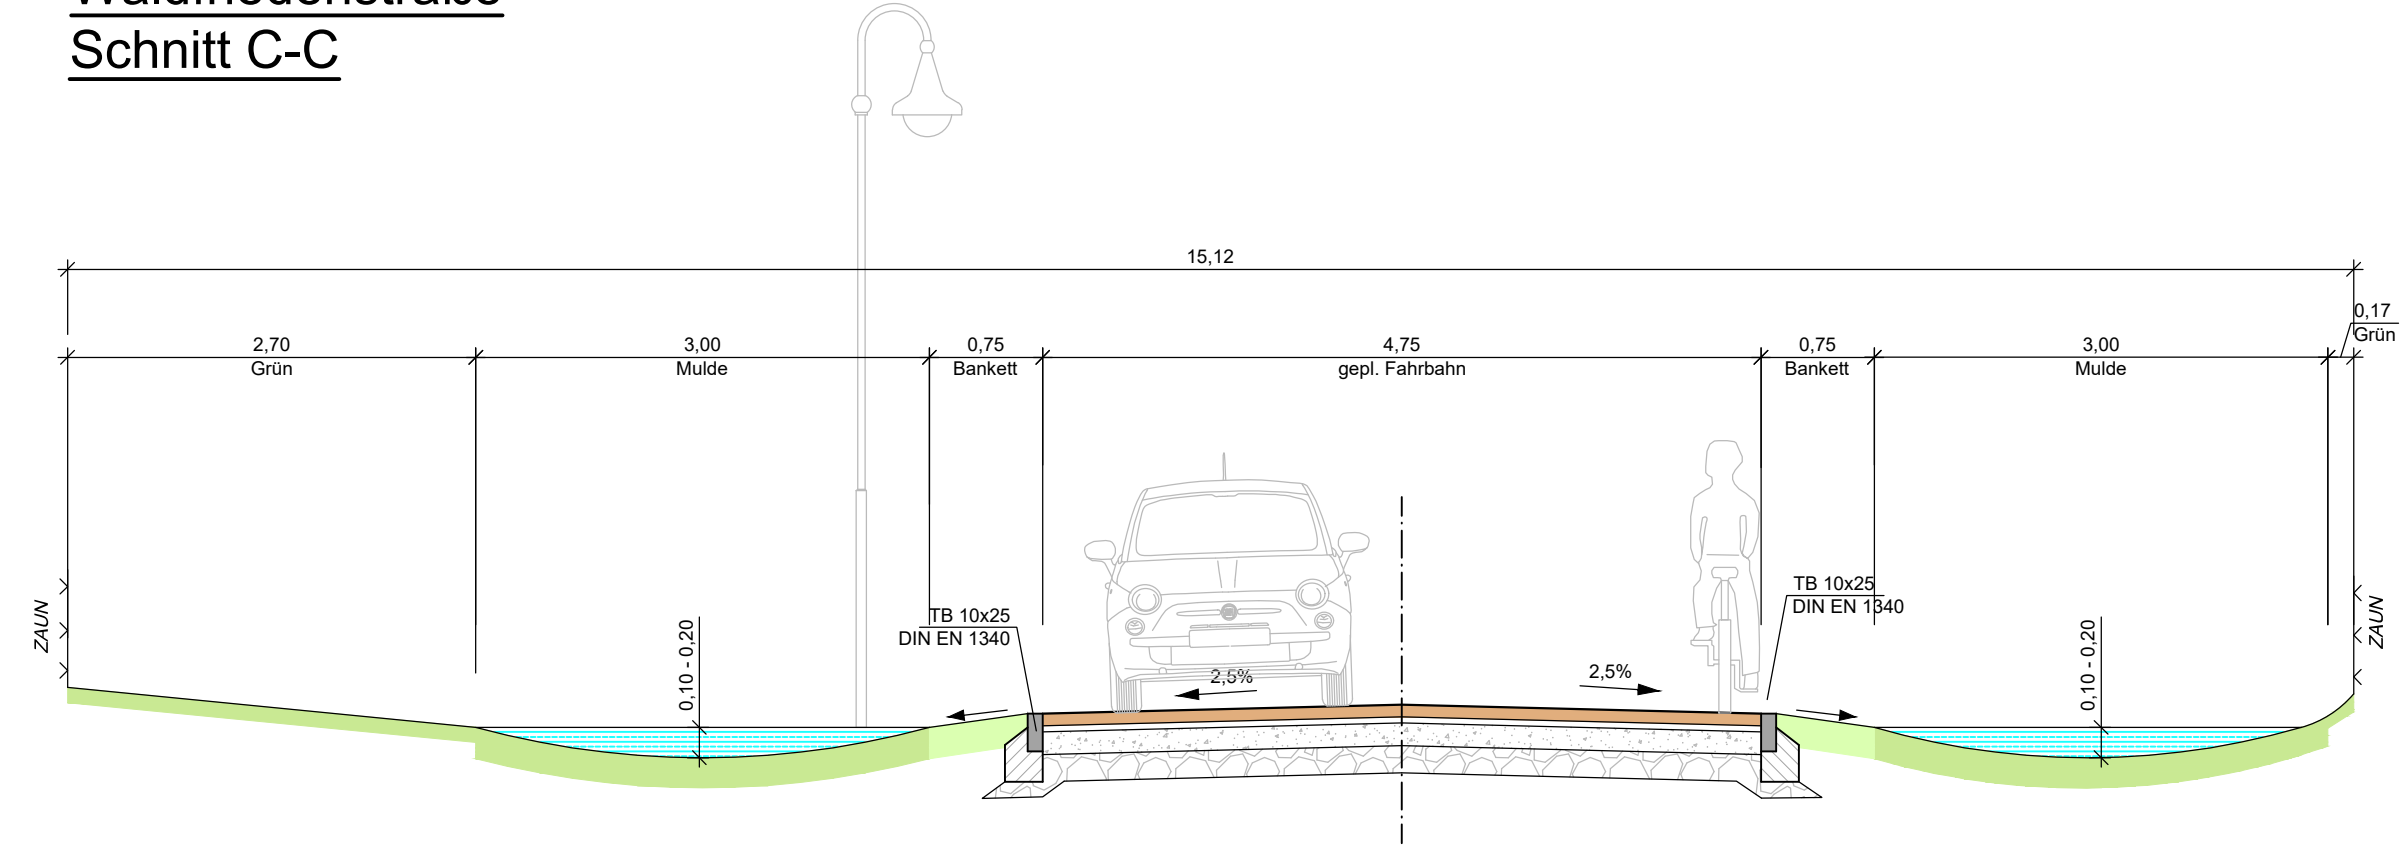 Schnitt C-C
15,12
0,17
Grün
2,70
Grün
3,00
Mulde
0,75
Bankett
4,75
gepl. Fahrbahn
0,75
Bankett
3,00
Mulde
ZAUN
0,10 - 0,20
TB 10x25
DIN EN 1340
2,5%
2,5%
TB 10x25
DIN EN 1340
0,10 - 0,20
ZAUN